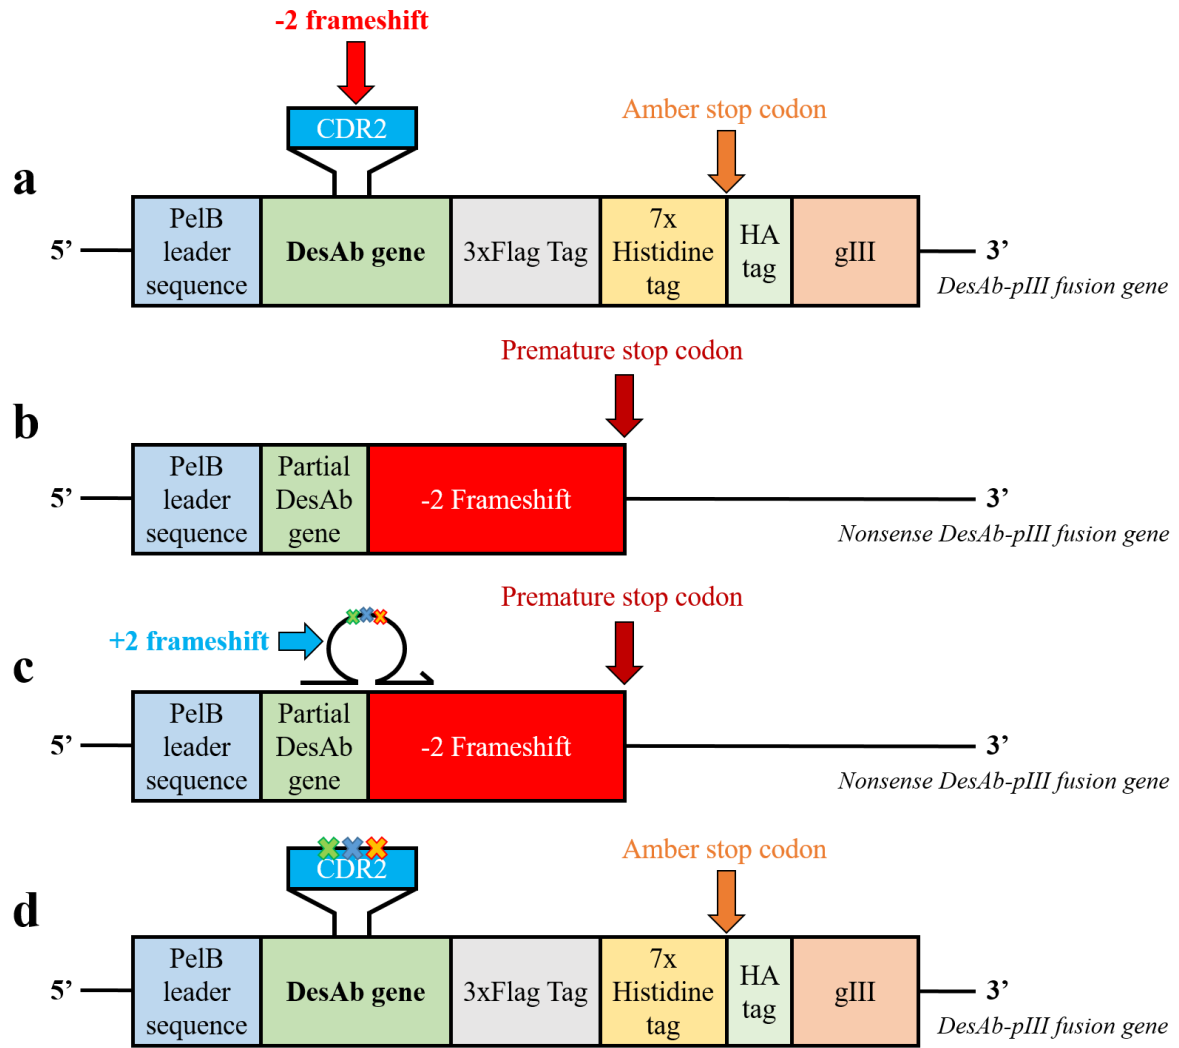 -2 frameshift
CDR2
Amber stop codon
a
5’
PelB
leader
sequence
DesAb gene
3xFlag Tag
7x
Histidine
tag
HA
tag
gIII
3’
DesAb-pIII fusion gene
Premature stop codon
b
5’
PelB
leader
sequence
Partial
DesAb
gene
-2 Frameshift
3’
Nonsense DesAb-pIII fusion gene
Premature stop codon
+2 frameshift
c
5’
PelB
leader
sequence
Partial
DesAb
gene
-2 Frameshift
3’
Nonsense DesAb-pIII fusion gene
CDR2
Amber stop codon
d
5’
PelB
leader
sequence
DesAb gene
3xFlag Tag
7x
Histidine
tag
HA
tag
gIII
3’
DesAb-pIII fusion gene